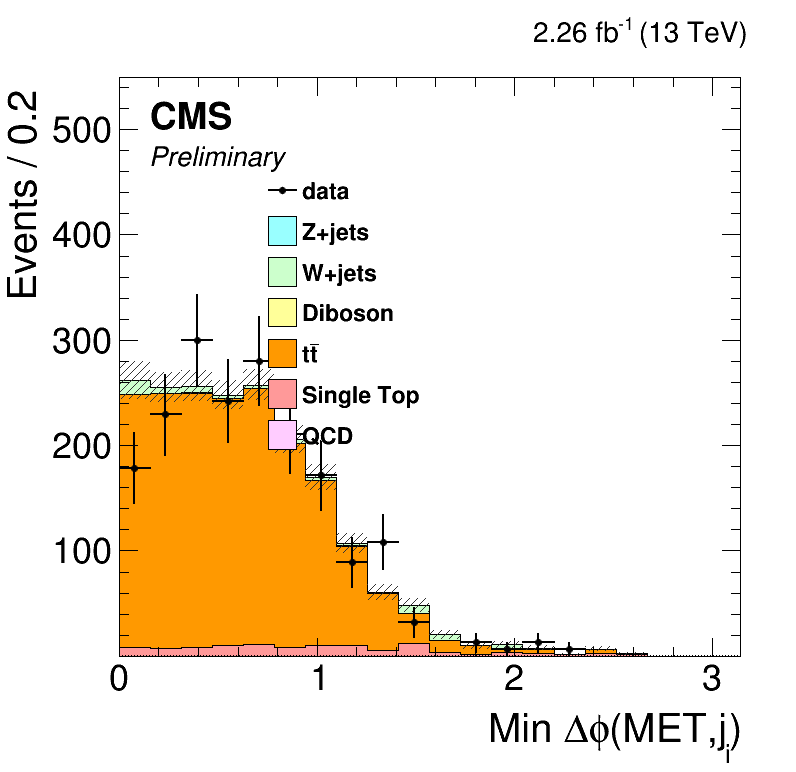 2.26 fb⁻¹ (13 TeV)
Events / 0.2
CMS
Preliminary
data
Z+jets
W+jets
Diboson
tt̄
Single Top
QCD
500
400
300
200
100
0 1 2 3
Min Δϕ(MET,jᵢ)